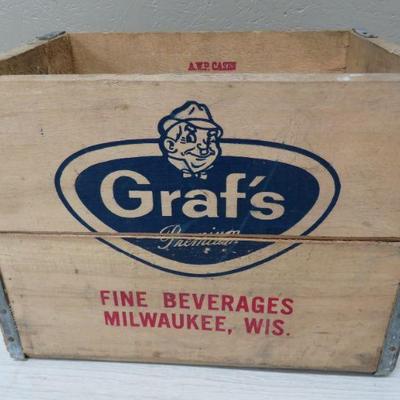 A.W.P. CASES
Graf's
Premium
FINE BEVERAGES
MILWAUKEE, WIS.